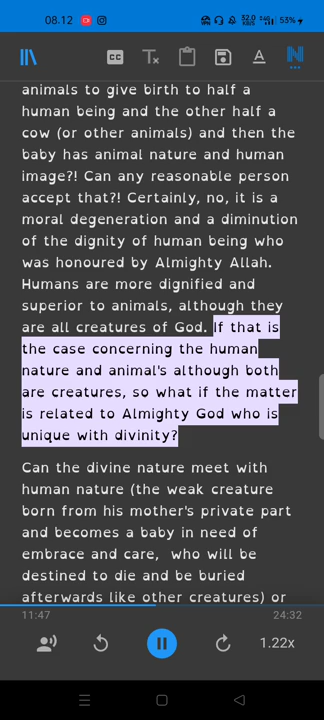 08.12 32.0 KB/S 4G 53%
CC T× A N
animals to give birth to half a
human being and the other half a
cow (or other animals) and then the
baby has animal nature and human
image?! Can any reasonable person
accept that?! Certainly, no, it is a
moral degeneration and a diminution
of the dignity of human being who
was honoured by Almighty Allah.
Humans are more dignified and
superior to animals, although they
are all creatures of God. If that is
the case concerning the human
nature and animal's although both
are creatures, so what if the matter
is related to Almighty God who is
unique with divinity?
Can the divine nature meet with
human nature (the weak creature
born from his mother's private part
and becomes a baby in need of
embrace and care, who will be
destined to die and be buried
afterwards like other creatures) or
11:47 24:32
1.22x